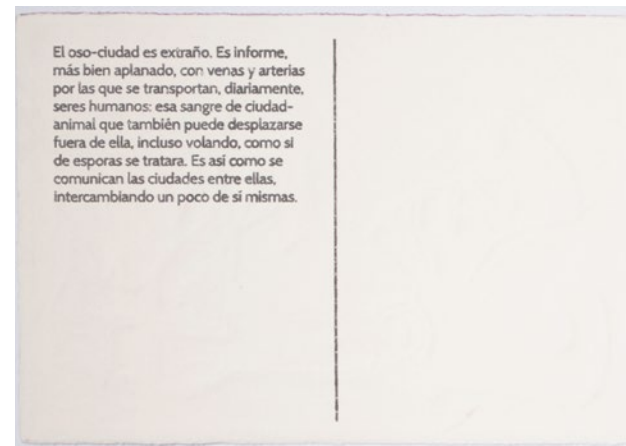 El oso-ciudad es extraño. Es informe,
más bien aplanado, con venas y arterias
por las que se transportan, diariamente,
seres humanos: esa sangre de ciudad-
animal que también puede desplazarse
fuera de ella, incluso volando, como si
de esporas se tratara. Es así como se
comunican las ciudades entre ellas,
intercambiando un poco de sí mismas.